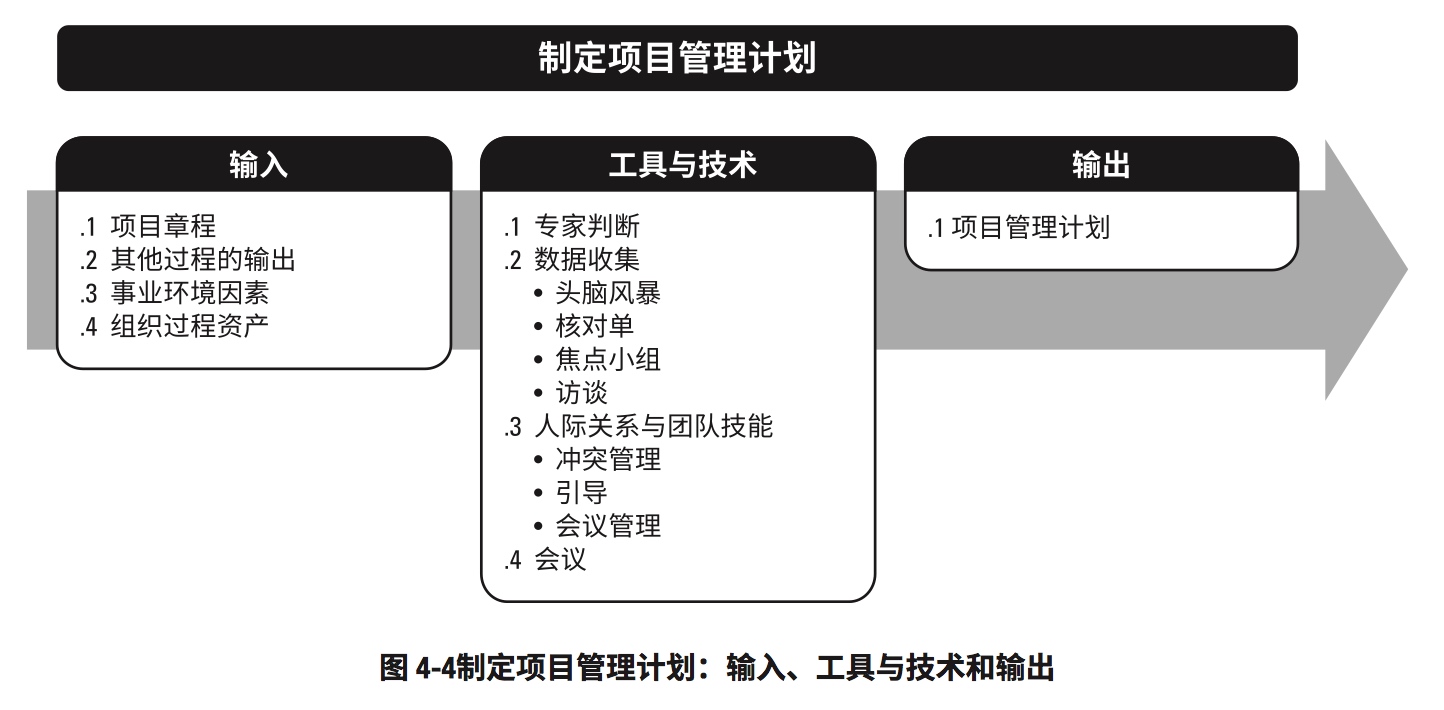 制定项目管理计划
输入
.1 项目章程
.2 其他过程的输出
.3 事业环境因素
.4 组织过程资产
工具与技术
.1 专家判断
.2 数据收集
• 头脑风暴
• 核对单
• 焦点小组
• 访谈
.3 人际关系与团队技能
• 冲突管理
• 引导
• 会议管理
.4 会议
输出
.1 项目管理计划
图 4-4制定项目管理计划：输入、工具与技术和输出